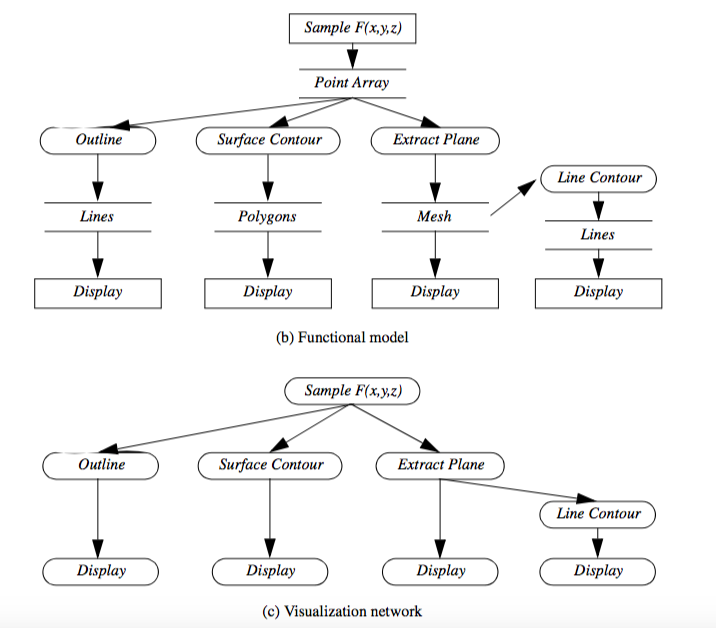 Sample F(x,y,z)
Point Array
Outline
Surface Contour
Extract Plane
Line Contour
Lines
Polygons
Mesh
Lines
Display
Display
Display
Display
(b) Functional model
Sample F(x,y,z)
Outline
Surface Contour
Extract Plane
Line Contour
Display
Display
Display
Display
(c) Visualization network